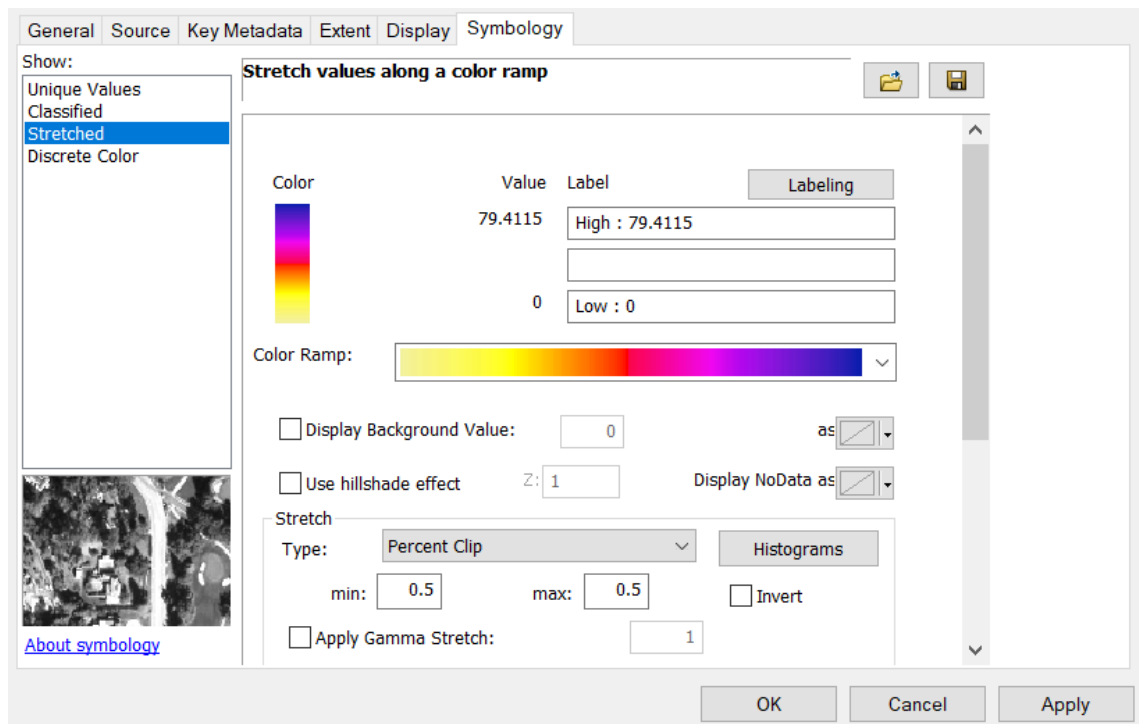 General Source Key Metadata Extent Display Symbology
Show:
Unique Values
Classified
Stretched
Discrete Color
About symbology
Stretch values along a color ramp
Color Value Label Labeling
79.4115 High : 79.4115
0 Low : 0
Color Ramp:
Display Background Value: 0 as
Use hillshade effect Z: 1 Display NoData as
Stretch
Type: Percent Clip Histograms
min: 0.5 max: 0.5 Invert
Apply Gamma Stretch: 1
OK Cancel Apply